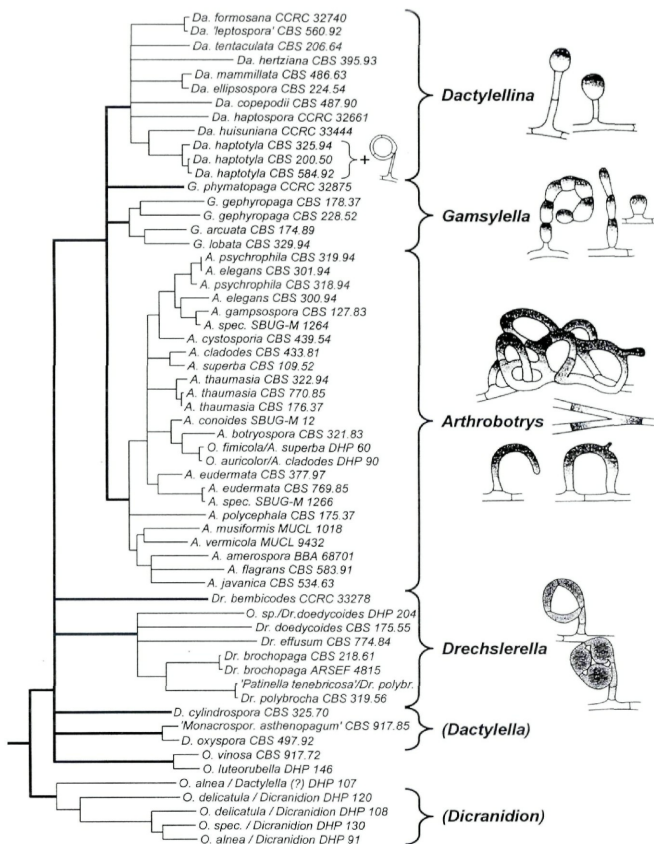 Da. formosana CCRC 32740
Da. 'leptospora' CBS 560.92
Da. tentaculata CBS 206.64
Da. hertziana CBS 395.93
Da. mammillata CBS 486.63
Da. ellipsospora CBS 224.54
Da. copepodii CBS 487.90
Da. haptospora CCRC 32661
Da. huisuniana CCRC 33444
Da. haptotyla CBS 325.94
Da. haptotyla CBS 200.50
Da. haptotyla CBS 584.92
+
Dactylellina
G. phymatopaga CCRC 32875
G. gephyropaga CBS 178.37
G. gephyropaga CBS 228.52
G. arcuata CBS 174.89
G. lobata CBS 329.94
Gamsylella
A. psychrophila CBS 319.94
A. elegans CBS 301.94
A. psychrophila CBS 318.94
A. elegans CBS 300.94
A. gampsospora CBS 127.83
A. spec. SBUG-M 1264
A. cystosporia CBS 439.54
A. cladodes CBS 433.81
A. superba CBS 109.52
A. thaumasia CBS 322.94
A. thaumasia CBS 770.85
A. thaumasia CBS 176.37
A. conoides SBUG-M 12
A. botryospora CBS 321.83
O. fimicola/A. superba DHP 60
O. auricolor/A. cladodes DHP 90
A. eudermata CBS 377.97
A. eudermata CBS 769.85
A. spec. SBUG-M 1266
A. polycephala CBS 175.37
A. musiformis MUCL 1018
A. vermicola MUCL 9432
A. amerospora BBA 68701
A. flagrans CBS 583.91
A. javanica CBS 534.63
Arthrobotrys
Dr. bembicodes CCRC 33278
O. sp./Dr.doedycoides DHP 204
Dr. doedycoides CBS 175.55
Dr. effusum CBS 774.84
Dr. brochopaga CBS 218.61
Dr. brochopaga ARSEF 4815
'Patinella tenebricosa'/Dr. polybr.
Dr. polybrocha CBS 319.56
Drechslerella
D. cylindrospora CBS 325.70
'Monacrospor. asthenopagum' CBS 917.85
D. oxyspora CBS 497.92
(Dactylella)
O. vinosa CBS 917.72
O. luteorubella DHP 146
O. alnea / Dactylella (?) DHP 107
O. delicatula / Dicranidion DHP 120
O. delicatula / Dicranidion DHP 108
O. spec. / Dicranidion DHP 130
O. alnea / Dicranidion DHP 91
(Dicranidion)